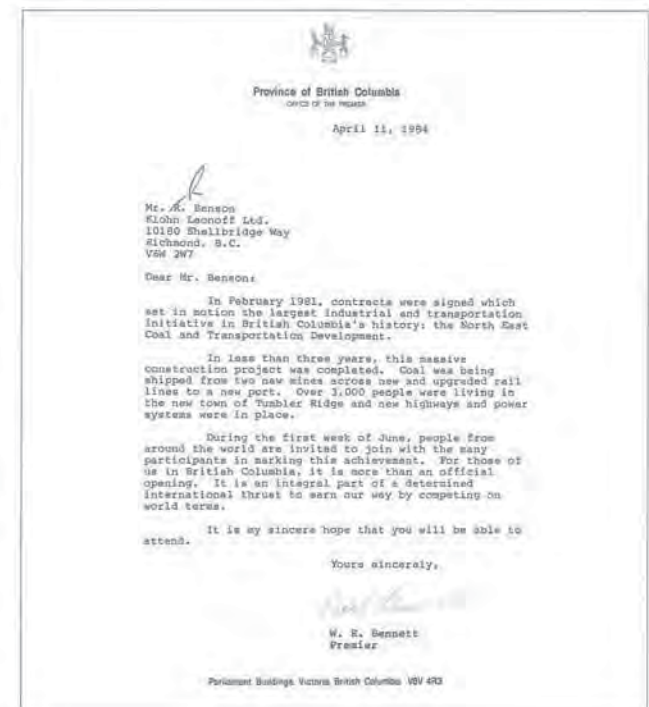 Province of British Columbia
OFFICE OF THE PREMIER
April 11, 1984
Mr. R. Benson
Klohn Leonoff Ltd.
10180 Shellbridge Way
Richmond, B.C.
V6W 2W7
Dear Mr. Benson:
In February 1981, contracts were signed which
set in motion the largest industrial and transportation
initiative in British Columbia's history: the North East
Coal and Transportation Development.
In less than three years, this massive
construction project was completed. Coal was being
shipped from two new mines across new and upgraded rail
lines to a new port. Over 3,000 people were living in
the new town of Tumbler Ridge and new highways and power
systems were in place.
During the first week of June, people from
around the world are invited to join with the many
participants in marking this achievement. For those of
us in British Columbia, it is more than an official
opening. It is an integral part of a determined
international thrust to earn our way by competing on
world terms.
It is my sincere hope that you will be able to
attend.
Yours sincerely,
W. R. Bennett
Premier
Parliament Buildings, Victoria, British Columbia V8V 4R3